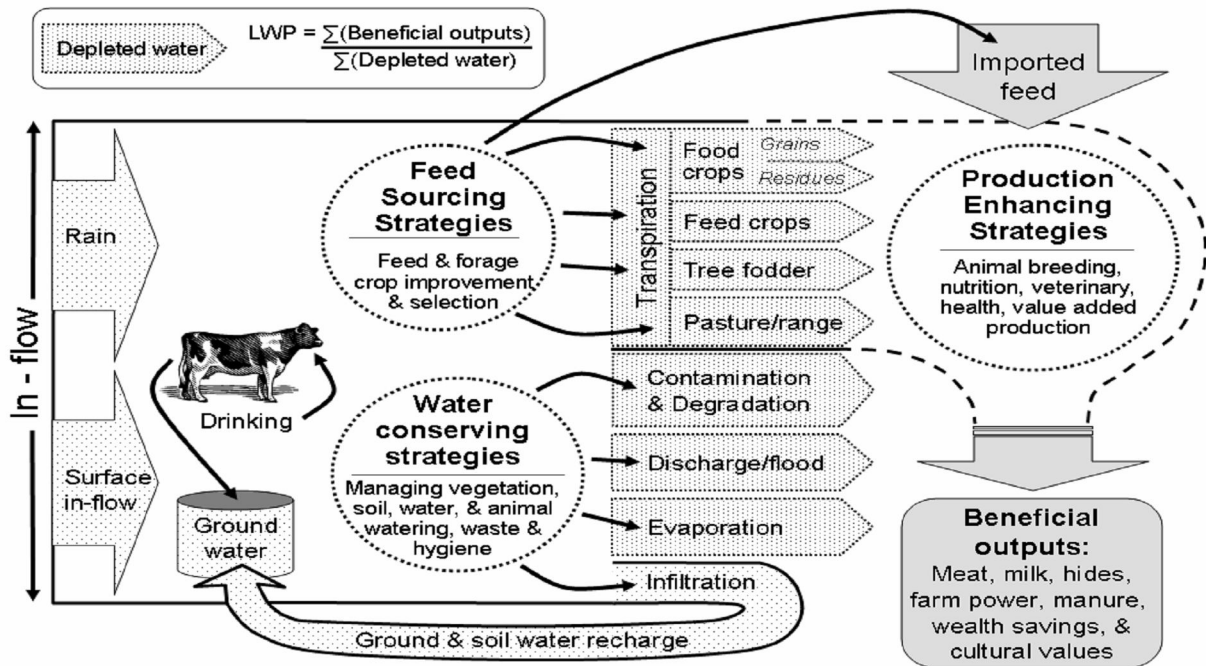 Depleted water
LWP = ∑(Beneficial outputs)
∑(Depleted water)
Imported
feed
In - flow
Rain
Surface
in-flow
Drinking
Ground
water
Feed
Sourcing
Strategies
Feed & forage
crop improvement
& selection
Water
conserving
strategies
Managing vegetation,
soil, water, & animal
watering, waste &
hygiene
Transpiration
Food
crops
Grains
Residues
Feed crops
Tree fodder
Pasture/range
Contamination
& Degradation
Discharge/flood
Evaporation
Infiltration
Ground & soil water recharge
Production
Enhancing
Strategies
Animal breeding,
nutrition, veterinary,
health, value added
production
Beneficial
outputs:
Meat, milk, hides,
farm power, manure,
wealth savings, &
cultural values